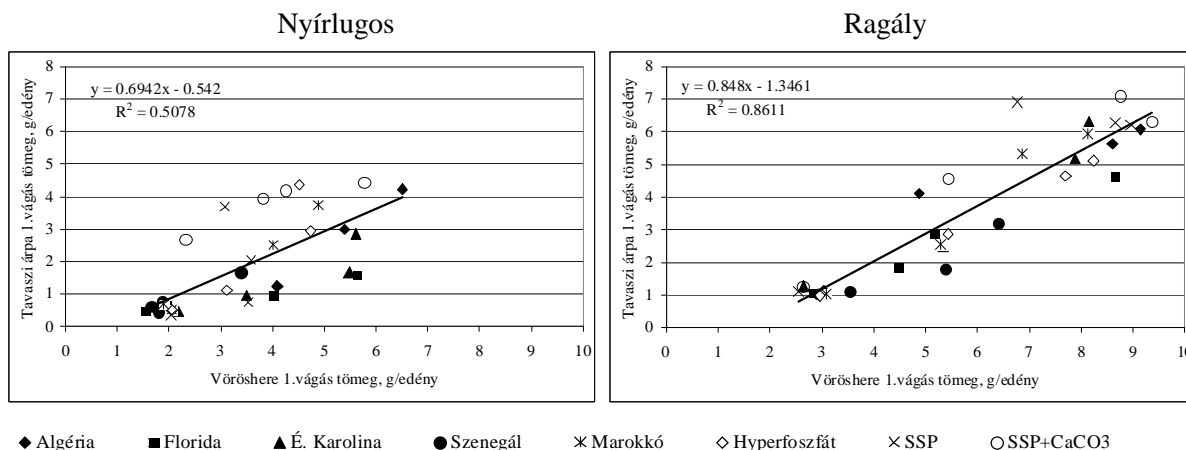 Nyírlugos
Ragály
y = 0.6942x - 0.542
R² = 0.5078
Tavaszi árpa 1.vágás tömeg, g/edény
8
7
6
5
4
3
2
1
0
0 1 2 3 4 5 6 7 8 9 10
Vöröshere 1.vágás tömeg, g/edény
y = 0.848x - 1.3461
R² = 0.8611
Tavaszi árpa 1.vágás tömeg, g/edény
8
7
6
5
4
3
2
1
0
0 1 2 3 4 5 6 7 8 9 10
Vöröshere 1.vágás tömeg, g/edény
Algéria Florida É. Karolina Szenegál Marokkó Hyperfoszfát SSP SSP+CaCO3